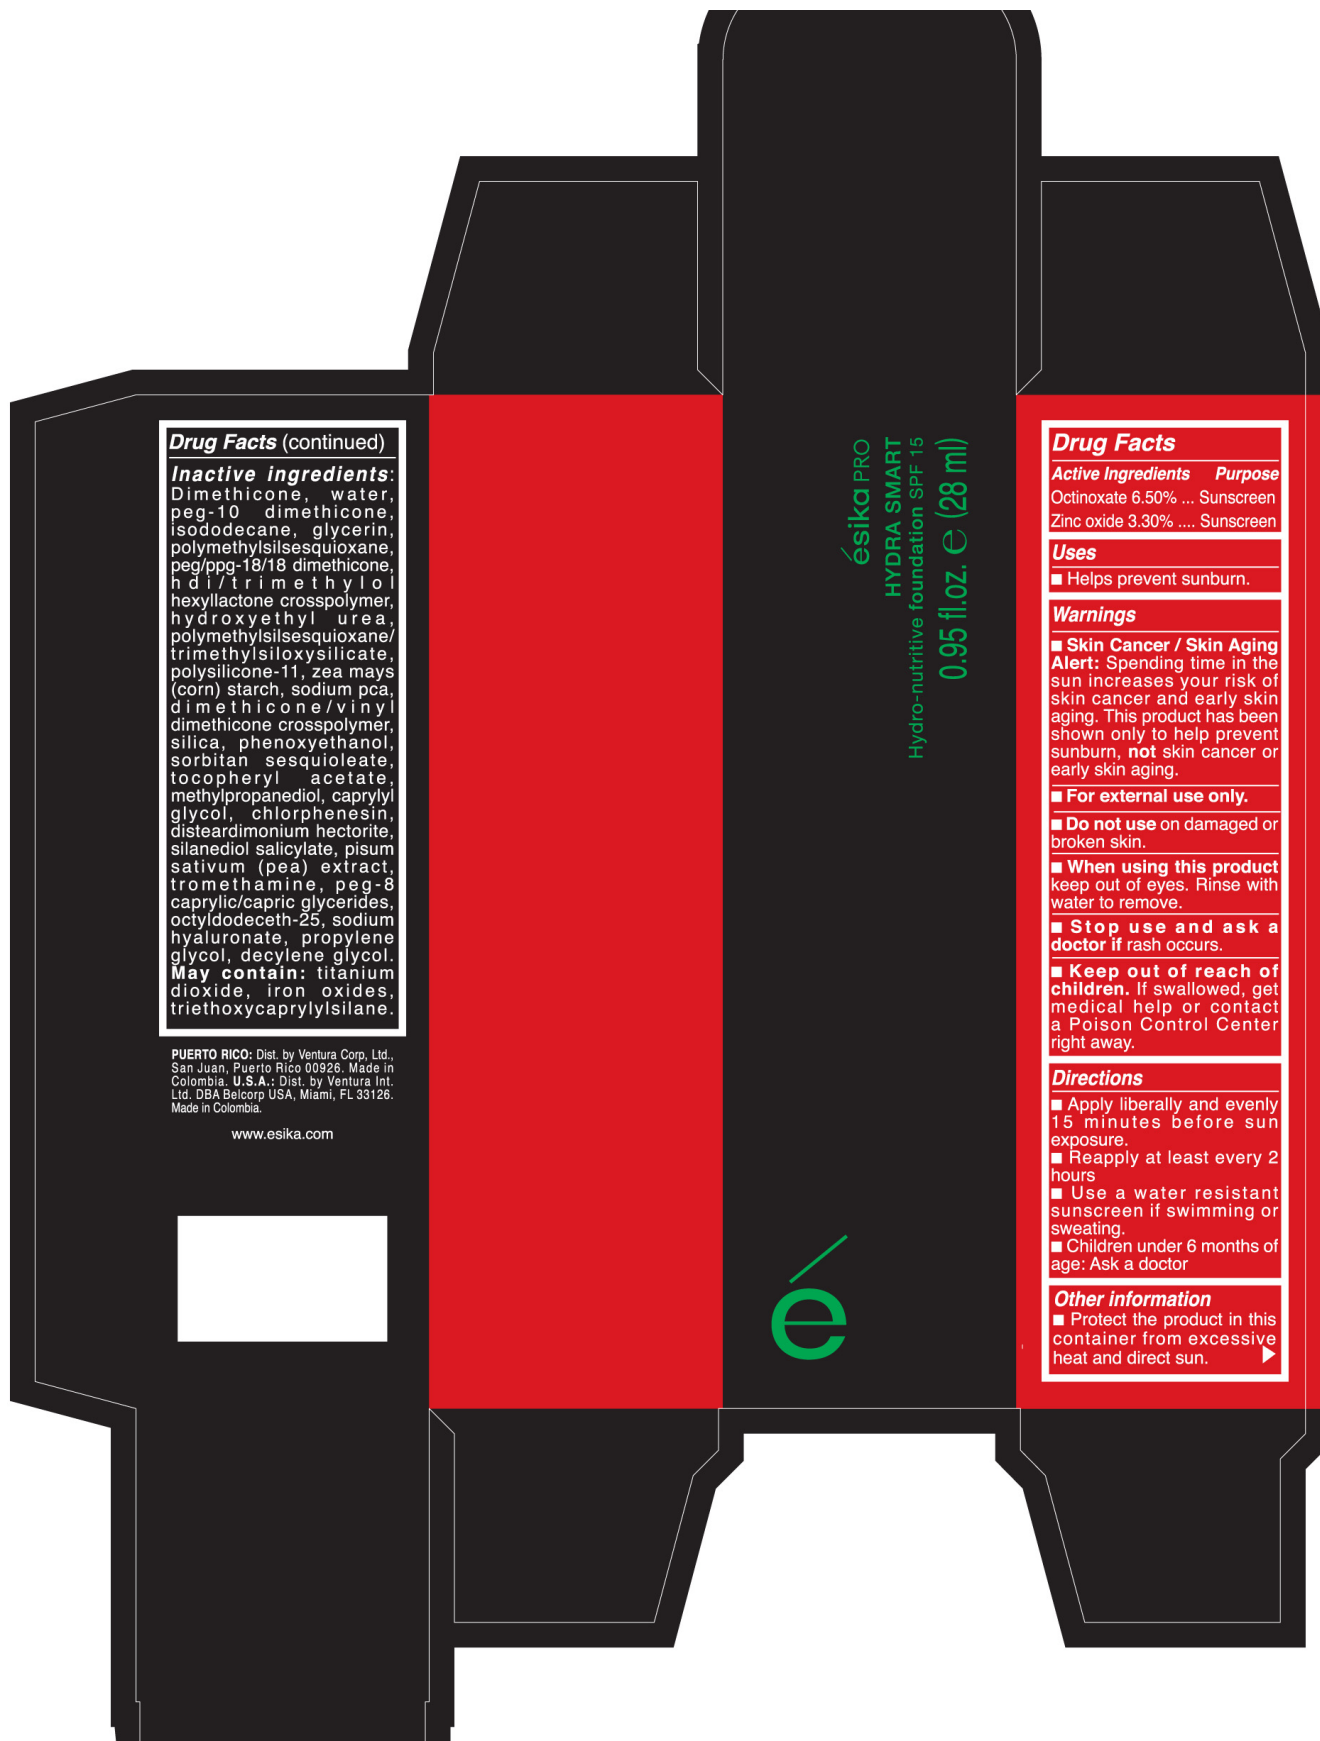 Drug Facts (continued)
Inactive ingredients:
Dimethicone, water,
peg-10 dimethicone,
isododecane, glycerin,
polymethylsilsesquioxane,
peg/ppg-18/18 dimethicone,
hdi/trimethylol
hexyllactone crosspolymer,
hydroxyethyl urea,
polymethylsilsesquioxane/
trimethylsiloxysilicate,
polysilicone-11, zea mays
(corn) starch, sodium pca,
dimethicone/vinyl
dimethicone crosspolymer,
silica, phenoxyethanol,
sorbitan sesquioleate,
tocopheryl acetate,
methylpropanediol, caprylyl
glycol, chlorphenesin,
disteardimonium hectorite,
silanediol salicylate, pisum
sativum (pea) extract,
tromethamine, peg-8
caprylic/capric glycerides,
octyldodeceth-25, sodium
hyaluronate, propylene
glycol, decylene glycol.
May contain: titanium
dioxide, iron oxides,
triethoxycaprylylsilane.
PUERTO RICO: Dist. by Ventura Corp, Ltd.,
San Juan, Puerto Rico 00926. Made in
Colombia. U.S.A.: Dist. by Ventura Int.
Ltd. DBA Belcorp USA, Miami, FL 33126.
Made in Colombia.
www.esika.com
ésika PRO
HYDRA SMART
Hydro-nutritive foundation SPF 15
0.95 fl.oz. ℮ (28 ml)
é
Drug Facts
Active Ingredients Purpose
Octinoxate 6.50% ... Sunscreen
Zinc oxide 3.30% .... Sunscreen
Uses
■ Helps prevent sunburn.
Warnings
■ Skin Cancer / Skin Aging
Alert: Spending time in the
sun increases your risk of
skin cancer and early skin
aging. This product has been
shown only to help prevent
sunburn, not skin cancer or
early skin aging.
■ For external use only.
■ Do not use on damaged or
broken skin.
■ When using this product
keep out of eyes. Rinse with
water to remove.
■ Stop use and ask a
doctor if rash occurs.
■ Keep out of reach of
children. If swallowed, get
medical help or contact
a Poison Control Center
right away.
Directions
■ Apply liberally and evenly
15 minutes before sun
exposure.
■ Reapply at least every 2
hours
■ Use a water resistant
sunscreen if swimming or
sweating.
■ Children under 6 months of
age: Ask a doctor
Other information
■ Protect the product in this
container from excessive
heat and direct sun.